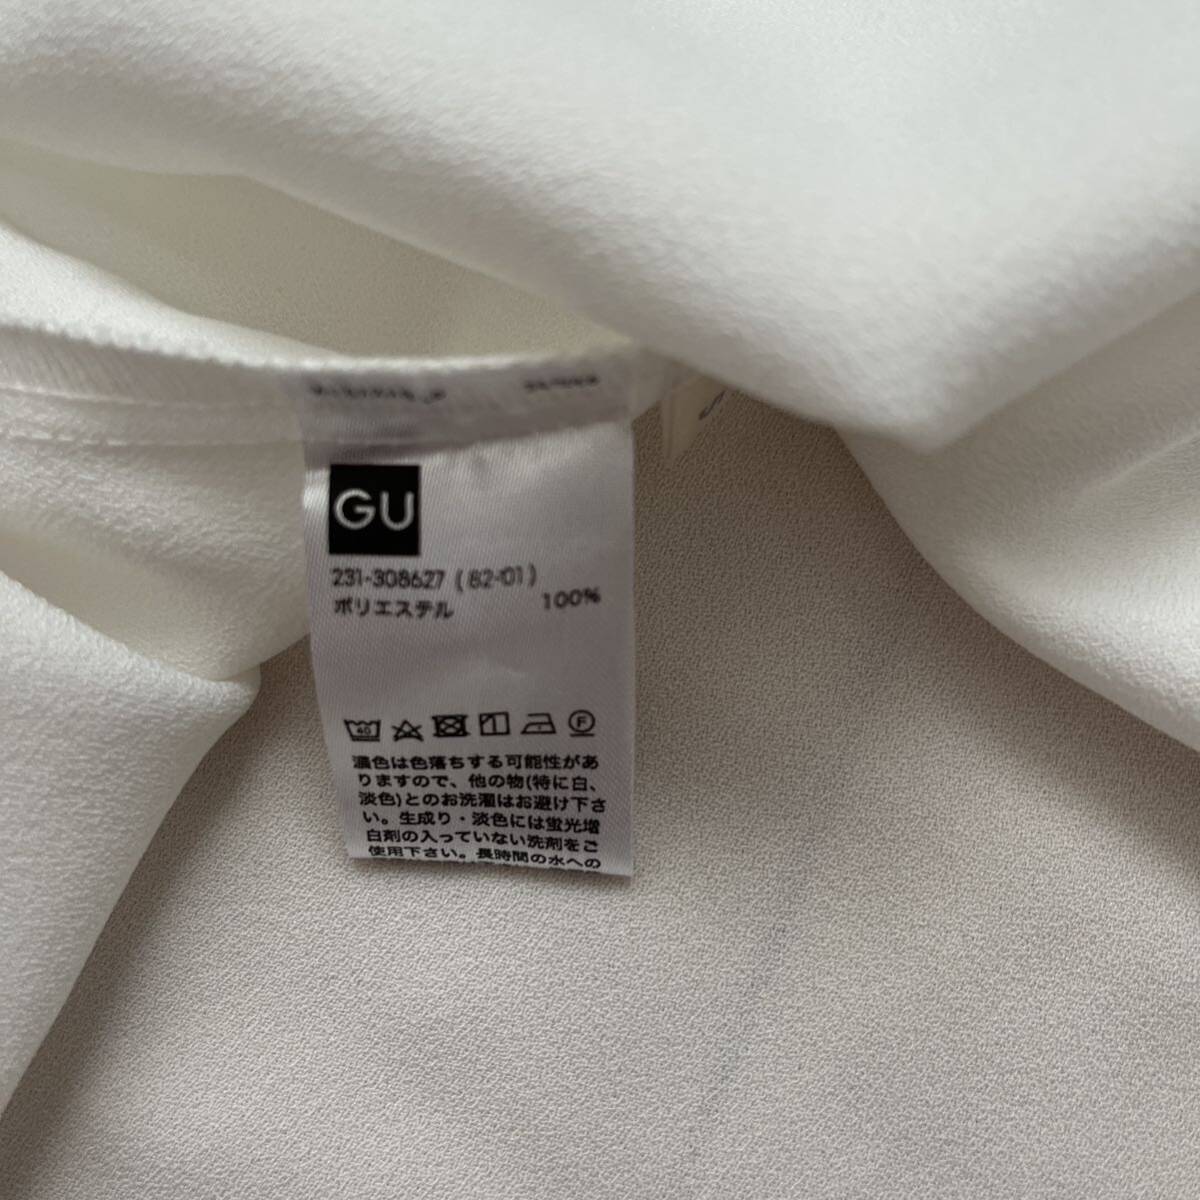 GU
231-308627 (82-01)
ポリエステル 100%
40
F
濃色は色落ちする可能性があ
りますので、他の物(特に白、
淡色)とのお洗濯はお避け下さ
い。生成り・淡色には蛍光増
白剤の入っていない洗剤をご
使用下さい。長時間の水への